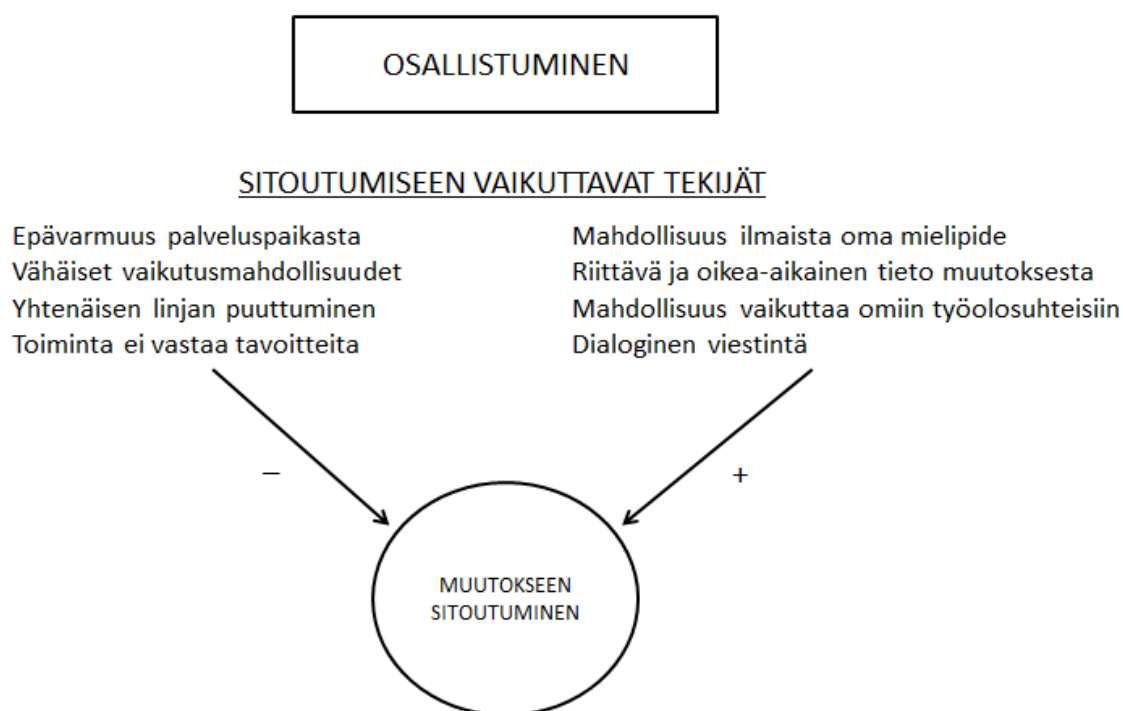 OSALLISTUMINEN
SITOUTUMISEEN VAIKUTTAVAT TEKIJÄT
Epävarmuus palveluspaikasta
Vähäiset vaikutusmahdollisuudet
Yhtenäisen linjan puuttuminen
Toiminta ei vastaa tavoitteita
Mahdollisuus ilmaista oma mielipide
Riittävä ja oikea-aikainen tieto muutoksesta
Mahdollisuus vaikuttaa omiin työolosuhteisiin
Dialoginen viestintä
–
+
MUUTOKSEEN
SITOUTUMINEN